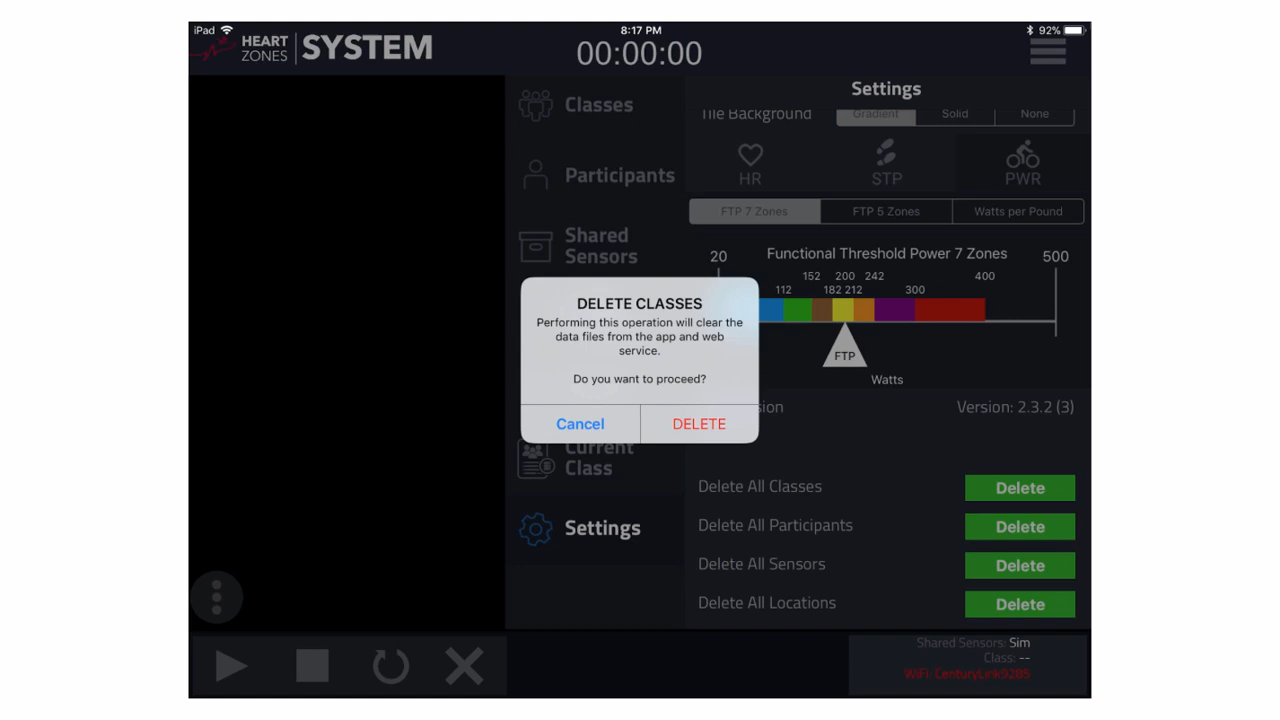 iPad
8:17 PM
92%
HEART
ZONES
SYSTEM
00:00:00
Settings
Classes
Participants
Shared
Sensors
Current
Class
Settings
Tile Background
Gradient
Solid
None
HR
STP
PWR
FTP 7 Zones
FTP 5 Zones
Watts per Pound
20
Functional Threshold Power 7 Zones
500
152 200 242 400
112 182 212 300
FTP
Watts
DELETE CLASSES
Performing this operation will clear the
data files from the app and web
service.
Do you want to proceed?
Cancel
DELETE
Version: 2.3.2 (3)
Delete All Classes
Delete
Delete All Participants
Delete
Delete All Sensors
Delete
Delete All Locations
Delete
Shared Sensors: Sim
Class: --
WiFi: CenturyLink9285